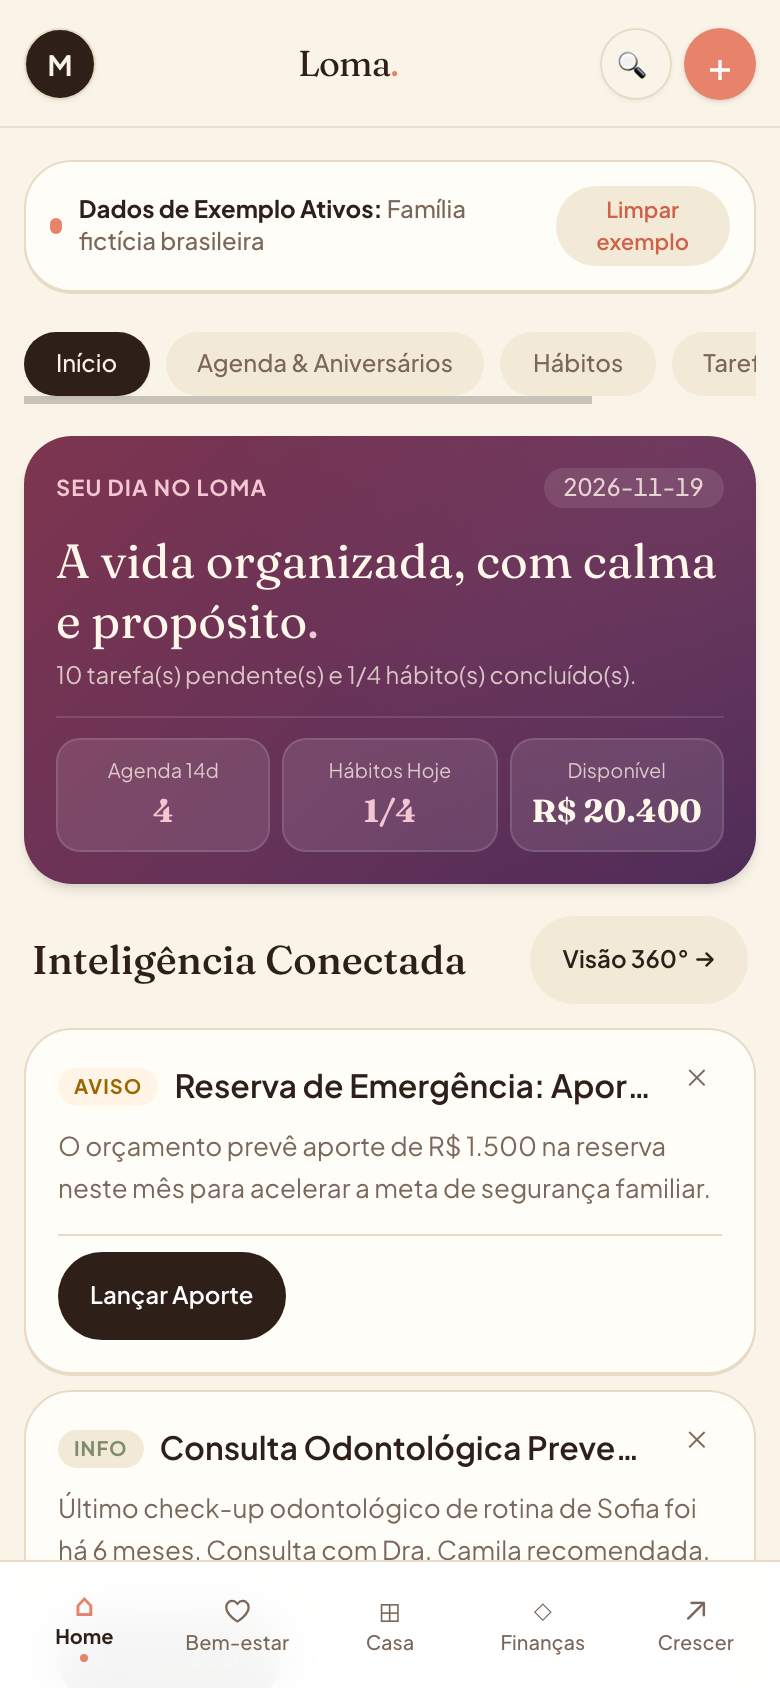 M
Loma.
+
Dados de Exemplo Ativos: Família
fictícia brasileira
Limpar
exemplo
Início
Agenda & Aniversários
Hábitos
Taref
SEU DIA NO LOMA
2026-11-19
A vida organizada, com calma
e propósito.
10 tarefa(s) pendente(s) e 1/4 hábito(s) concluído(s).
Agenda 14d
4
Hábitos Hoje
1/4
Disponível
R$ 20.400
Inteligência Conectada
Visão 360° →
AVISO
Reserva de Emergência: Apor...
O orçamento prevê aporte de R$ 1.500 na reserva
neste mês para acelerar a meta de segurança familiar.
Lançar Aporte
INFO
Consulta Odontológica Preve...
Último check-up odontológico de rotina de Sofia foi
há 6 meses. Consulta com Dra. Camila recomendada.
Home
Bem-estar
Casa
Finanças
Crescer